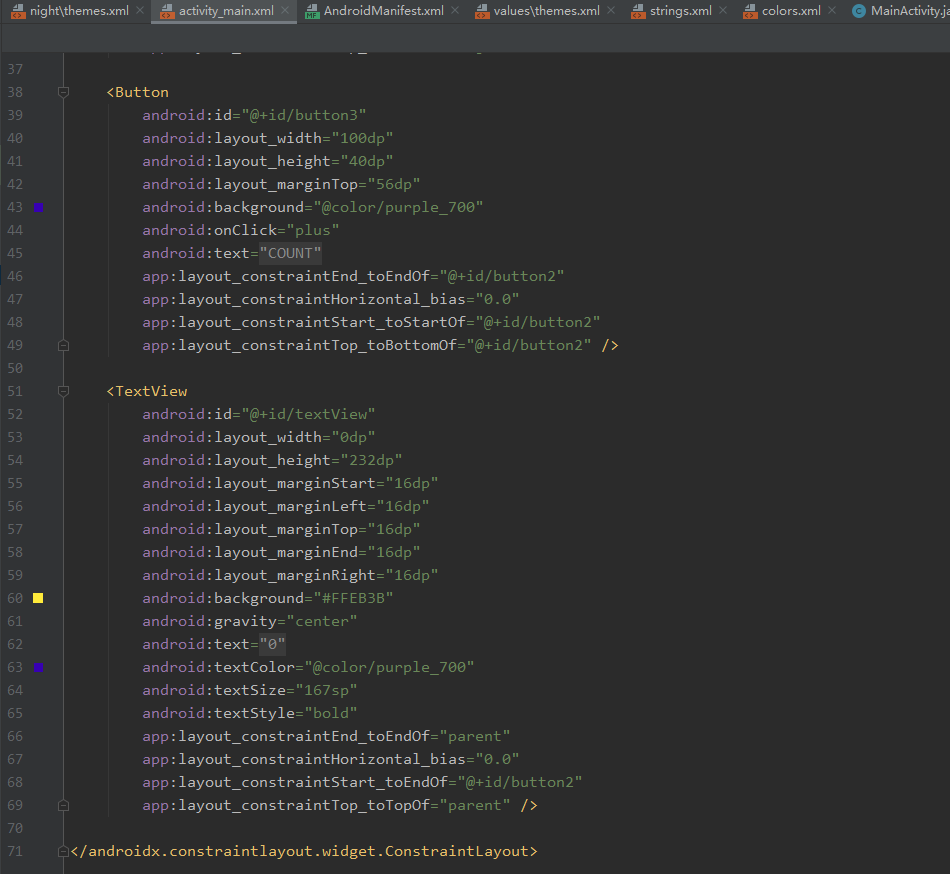 night\themes.xml activity_main.xml AndroidManifest.xml values\themes.xml strings.xml colors.xml MainActivity.ja
37
38 <Button
39 android:id="@+id/button3"
40 android:layout_width="100dp"
41 android:layout_height="40dp"
42 android:layout_marginTop="56dp"
43 android:background="@color/purple_700"
44 android:onClick="plus"
45 android:text="COUNT"
46 app:layout_constraintEnd_toEndOf="@+id/button2"
47 app:layout_constraintHorizontal_bias="0.0"
48 app:layout_constraintStart_toStartOf="@+id/button2"
49 app:layout_constraintTop_toBottomOf="@+id/button2" />
50
51 <TextView
52 android:id="@+id/textView"
53 android:layout_width="0dp"
54 android:layout_height="232dp"
55 android:layout_marginStart="16dp"
56 android:layout_marginLeft="16dp"
57 android:layout_marginTop="16dp"
58 android:layout_marginEnd="16dp"
59 android:layout_marginRight="16dp"
60 android:background="#FFEB3B"
61 android:gravity="center"
62 android:text="0"
63 android:textColor="@color/purple_700"
64 android:textSize="167sp"
65 android:textStyle="bold"
66 app:layout_constraintEnd_toEndOf="parent"
67 app:layout_constraintHorizontal_bias="0.0"
68 app:layout_constraintStart_toEndOf="@+id/button2"
69 app:layout_constraintTop_toTopOf="parent" />
70
71 </androidx.constraintlayout.widget.ConstraintLayout>